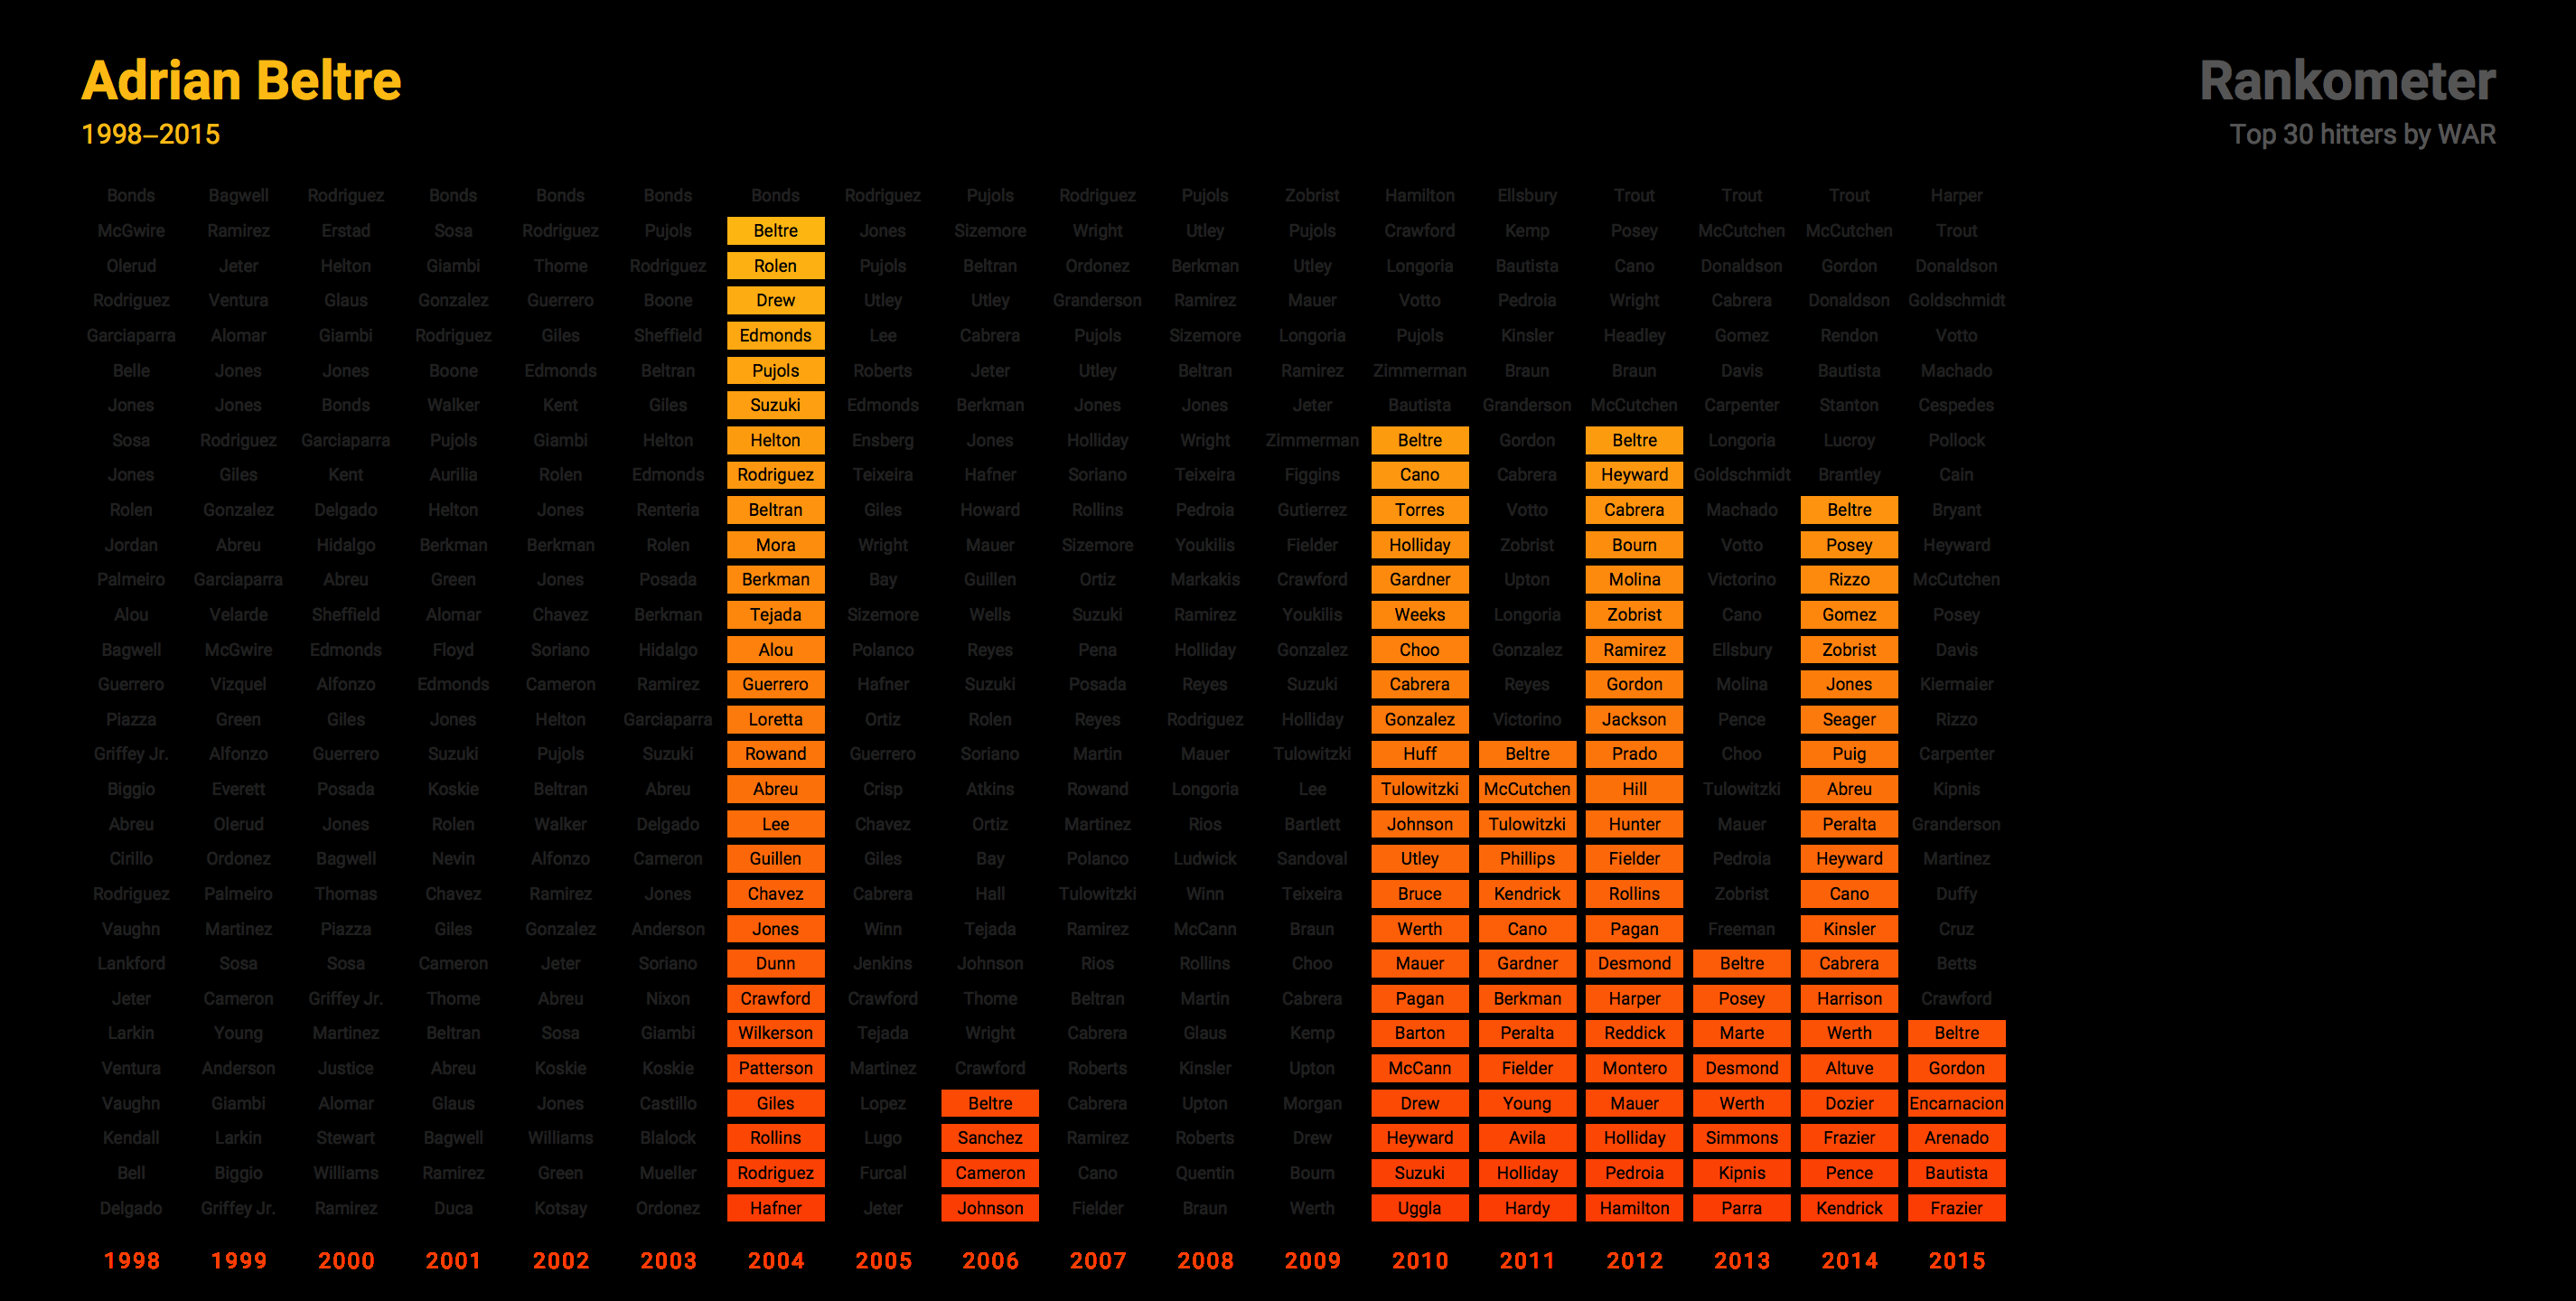 Adrian Beltre
1998–2015
Rankometer
Top 30 hitters by WAR
Bonds Bagwell Rodriguez Bonds Bonds Bonds Bonds Rodriguez Pujols Rodriguez Pujols Zobrist Hamilton Ellsbury Trout Trout Trout Harper
McGwire Ramirez Erstad Sosa Rodriguez Pujols Beltre Jones Sizemore Wright Utley Pujols Crawford Kemp Posey McCutchen McCutchen Trout
Olerud Jeter Helton Giambi Thome Rodriguez Rolen Pujols Beltran Ordonez Berkman Utley Longoria Bautista Cano Donaldson Gordon Donaldson
Rodriguez Ventura Glaus Gonzalez Guerrero Boone Drew Utley Utley Granderson Ramirez Mauer Votto Pedroia Wright Cabrera Donaldson Goldschmidt
Garciaparra Alomar Giambi Rodriguez Giles Sheffield Edmonds Lee Cabrera Pujols Sizemore Longoria Pujols Kinsler Headley Gomez Rendon Votto
Belle Jones Jones Boone Edmonds Beltran Pujols Roberts Jeter Utley Beltran Ramirez Zimmerman Braun Braun Davis Bautista Machado
Jones Jones Bonds Walker Kent Giles Suzuki Edmonds Berkman Jones Jones Jeter Bautista Granderson McCutchen Carpenter Stanton Cespedes
Sosa Rodriguez Garciaparra Pujols Giambi Helton Helton Ensberg Jones Holliday Wright Zimmerman Beltre Gordon Beltre Longoria Lucroy Pollock
Jones Giles Kent Aurilia Rolen Edmonds Rodriguez Teixeira Hafner Soriano Teixeira Figgins Cano Cabrera Heyward Goldschmidt Brantley Cain
Rolen Gonzalez Delgado Helton Jones Renteria Beltran Giles Howard Rollins Pedroia Gutierrez Torres Votto Cabrera Machado Beltre Bryant
Jordan Abreu Hidalgo Berkman Berkman Rolen Mora Wright Mauer Sizemore Youkilis Fielder Holliday Zobrist Bourn Votto Posey Heyward
Palmeiro Garciaparra Abreu Green Jones Posada Berkman Bay Guillen Ortiz Markakis Crawford Gardner Upton Molina Victorino Rizzo McCutchen
Alou Velarde Sheffield Alomar Chavez Berkman Tejada Sizemore Wells Suzuki Ramirez Youkilis Weeks Longoria Zobrist Cano Gomez Posey
Bagwell McGwire Edmonds Floyd Soriano Hidalgo Alou Polanco Reyes Pena Holliday Gonzalez Choo Gonzalez Ramirez Ellsbury Zobrist Davis
Guerrero Vizquel Alfonzo Edmonds Cameron Ramirez Guerrero Hafner Suzuki Posada Reyes Suzuki Cabrera Reyes Gordon Molina Jones Kiermaier
Piazza Green Giles Jones Helton Garciaparra Loretta Ortiz Rolen Reyes Rodriguez Holliday Gonzalez Victorino Jackson Pence Seager Rizzo
Griffey Jr. Alfonzo Guerrero Suzuki Pujols Suzuki Rowand Guerrero Soriano Martin Mauer Tulowitzki Huff Beltre Prado Choo Puig Carpenter
Biggio Everett Posada Koskie Beltran Abreu Abreu Crisp Atkins Rowand Longoria Lee Tulowitzki McCutchen Hill Tulowitzki Abreu Kipnis
Abreu Olerud Jones Rolen Walker Delgado Lee Chavez Ortiz Martinez Rios Bartlett Johnson Tulowitzki Hunter Mauer Peralta Granderson
Cirillo Ordonez Bagwell Nevin Alfonzo Cameron Guillen Giles Bay Polanco Ludwick Sandoval Utley Phillips Fielder Pedroia Heyward Martinez
Rodriguez Palmeiro Thomas Chavez Ramirez Jones Chavez Cabrera Hall Tulowitzki Winn Teixeira Bruce Kendrick Rollins Zobrist Cano Duffy
Vaughn Martinez Piazza Giles Gonzalez Anderson Jones Winn Tejada Ramirez McCann Braun Werth Cano Pagan Freeman Kinsler Cruz
Lankford Sosa Sosa Cameron Jeter Soriano Dunn Jenkins Johnson Rios Rollins Choo Mauer Gardner Desmond Beltre Cabrera Betts
Jeter Cameron Griffey Jr. Thome Abreu Nixon Crawford Crawford Thome Beltran Martin Cabrera Pagan Berkman Harper Posey Harrison Crawford
Larkin Young Martinez Beltran Sosa Giambi Wilkerson Tejada Wright Cabrera Glaus Kemp Barton Peralta Reddick Marte Werth Beltre
Ventura Anderson Justice Abreu Koskie Koskie Patterson Martinez Crawford Roberts Kinsler Upton McCann Fielder Montero Desmond Altuve Gordon
Vaughn Giambi Alomar Glaus Jones Castillo Giles Lopez Beltre Cabrera Upton Morgan Drew Young Mauer Werth Dozier Encarnacion
Kendall Larkin Stewart Bagwell Williams Blalock Rollins Lugo Sanchez Ramirez Roberts Drew Heyward Avila Holliday Simmons Frazier Arenado
Bell Biggio Williams Ramirez Green Mueller Rodriguez Furcal Cameron Cano Quentin Bourn Suzuki Holliday Pedroia Kipnis Pence Bautista
Delgado Griffey Jr. Ramirez Duca Kotsay Ordonez Hafner Jeter Johnson Fielder Braun Werth Uggla Hardy Hamilton Parra Kendrick Frazier
1998 1999 2000 2001 2002 2003 2004 2005 2006 2007 2008 2009 2010 2011 2012 2013 2014 2015